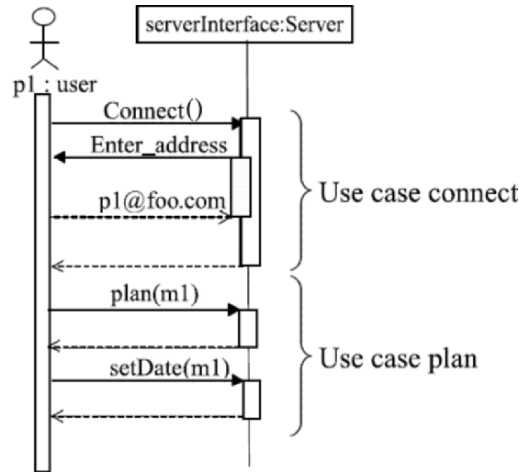 serverInterface:Server
p1 : user
Connect()
Enter_address
p1@foo.com
Use case connect
plan(m1)
Use case plan
setDate(m1)